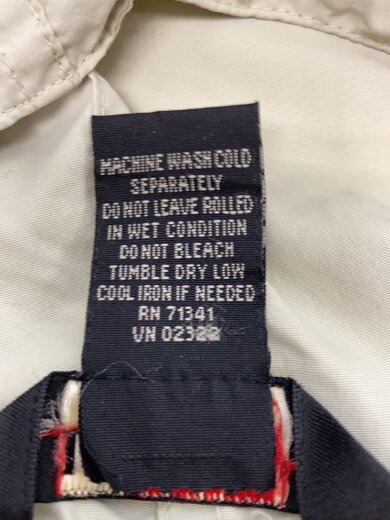 MACHINE WASH COLD
SEPARATELY
DO NOT LEAVE ROLLED
IN WET CONDITION
DO NOT BLEACH
TUMBLE DRY LOW
COOL IRON IF NEEDED
RN 71341
VN